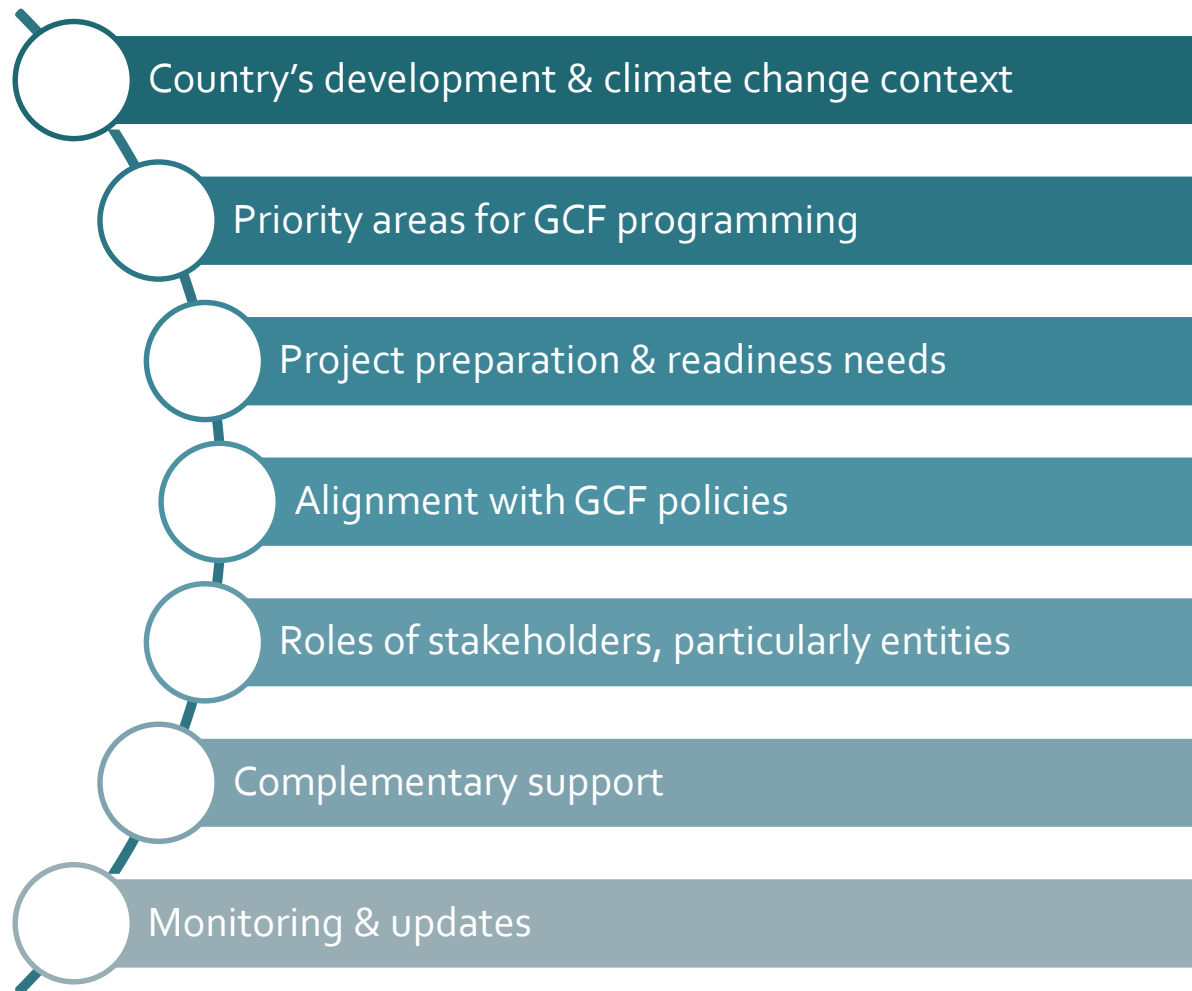 Country’s development & climate change context
Priority areas for GCF programming
Project preparation & readiness needs
Alignment with GCF policies
Roles of stakeholders, particularly entities
Complementary support
Monitoring & updates